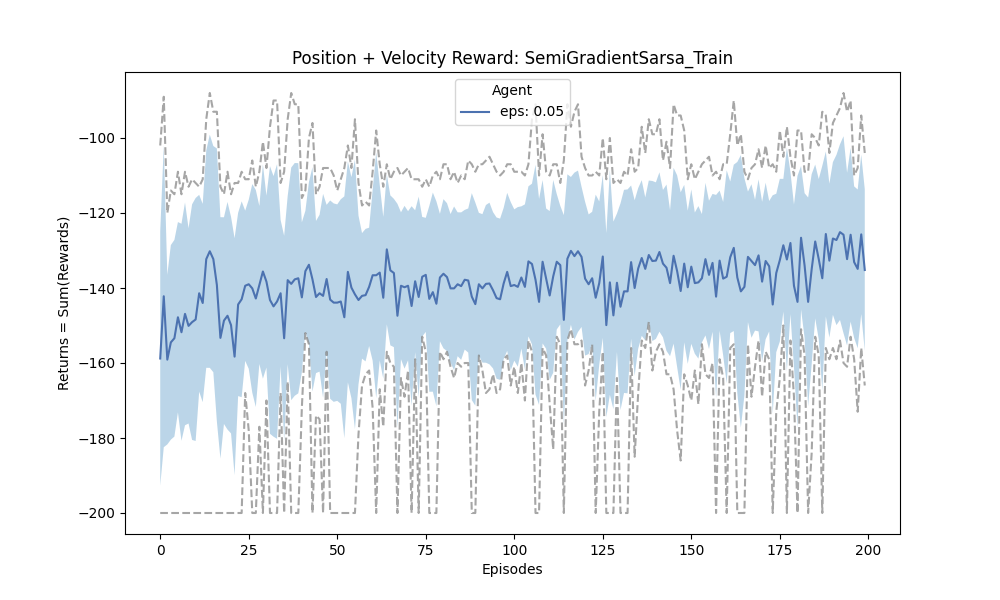 Position + Velocity Reward: SemiGradientSarsa_Train
Agent
eps: 0.05
Returns = Sum(Rewards)
−100
−120
−140
−160
−180
−200
0 25 50 75 100 125 150 175 200
Episodes